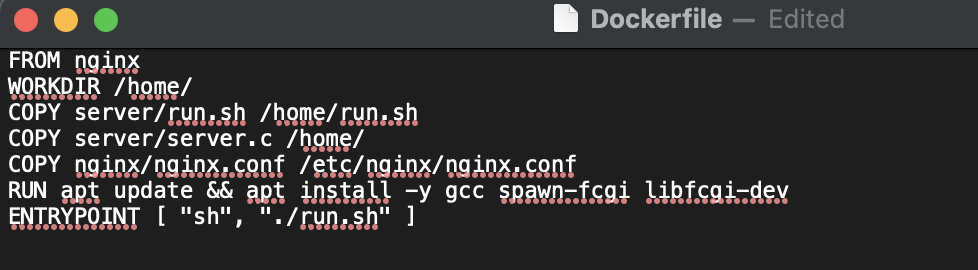 Dockerfile — Edited
FROM nginx
WORKDIR /home/
COPY server/run.sh /home/run.sh
COPY server/server.c /home/
COPY nginx/nginx.conf /etc/nginx/nginx.conf
RUN apt update && apt install -y gcc spawn-fcgi libfcgi-dev
ENTRYPOINT [ "sh", "./run.sh" ]